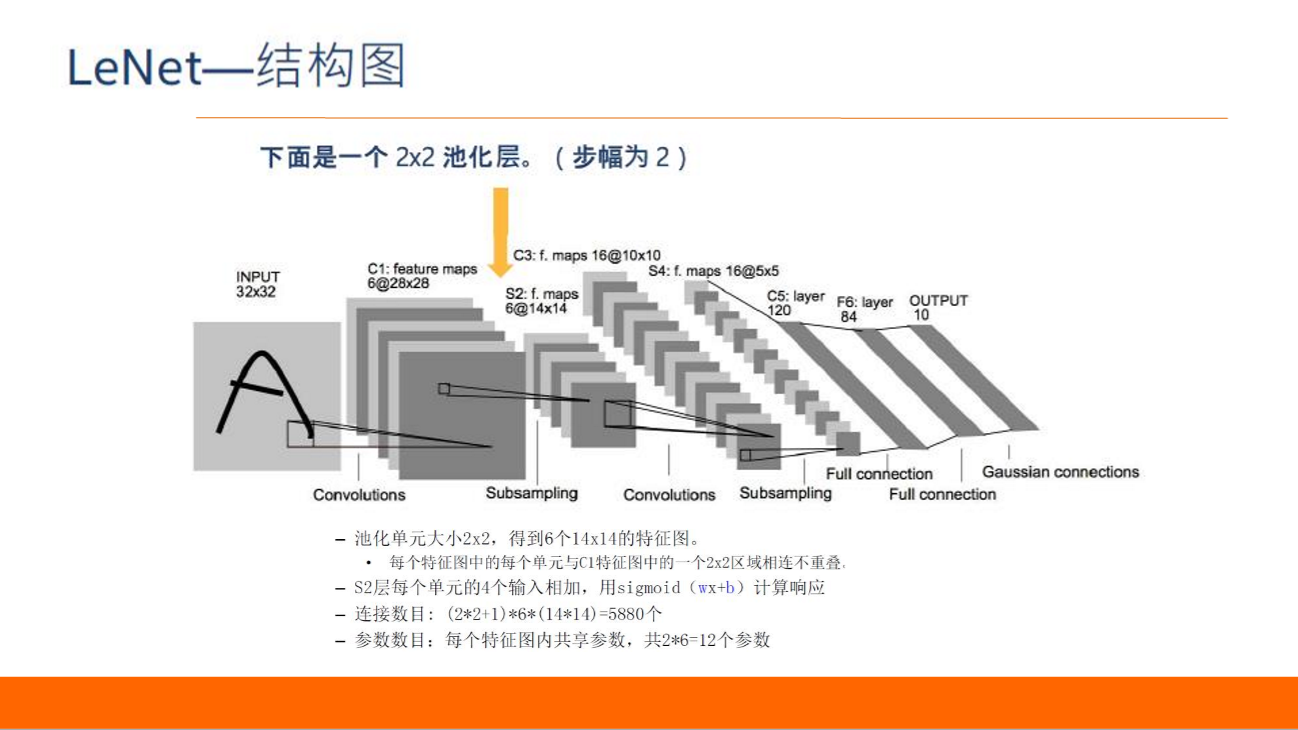 LeNet—结构图
下面是一个 2x2 池化层。（步幅为 2）
INPUT
32x32
C1: feature maps
6@28x28
S2: f. maps
6@14x14
C3: f. maps 16@10x10
S4: f. maps 16@5x5
C5: layer
120
F6: layer
84
OUTPUT
10
Convolutions
Subsampling
Convolutions
Subsampling
Full connection
Full connection
Gaussian connections
– 池化单元大小2x2，得到6个14x14的特征图。
• 每个特征图中的每个单元与C1特征图中的一个2x2区域相连不重叠.
– S2层每个单元的4个输入相加，用sigmoid（wx+b）计算响应
– 连接数目：(2*2+1)*6*(14*14)=5880个
– 参数数目：每个特征图内共享参数，共2*6=12个参数